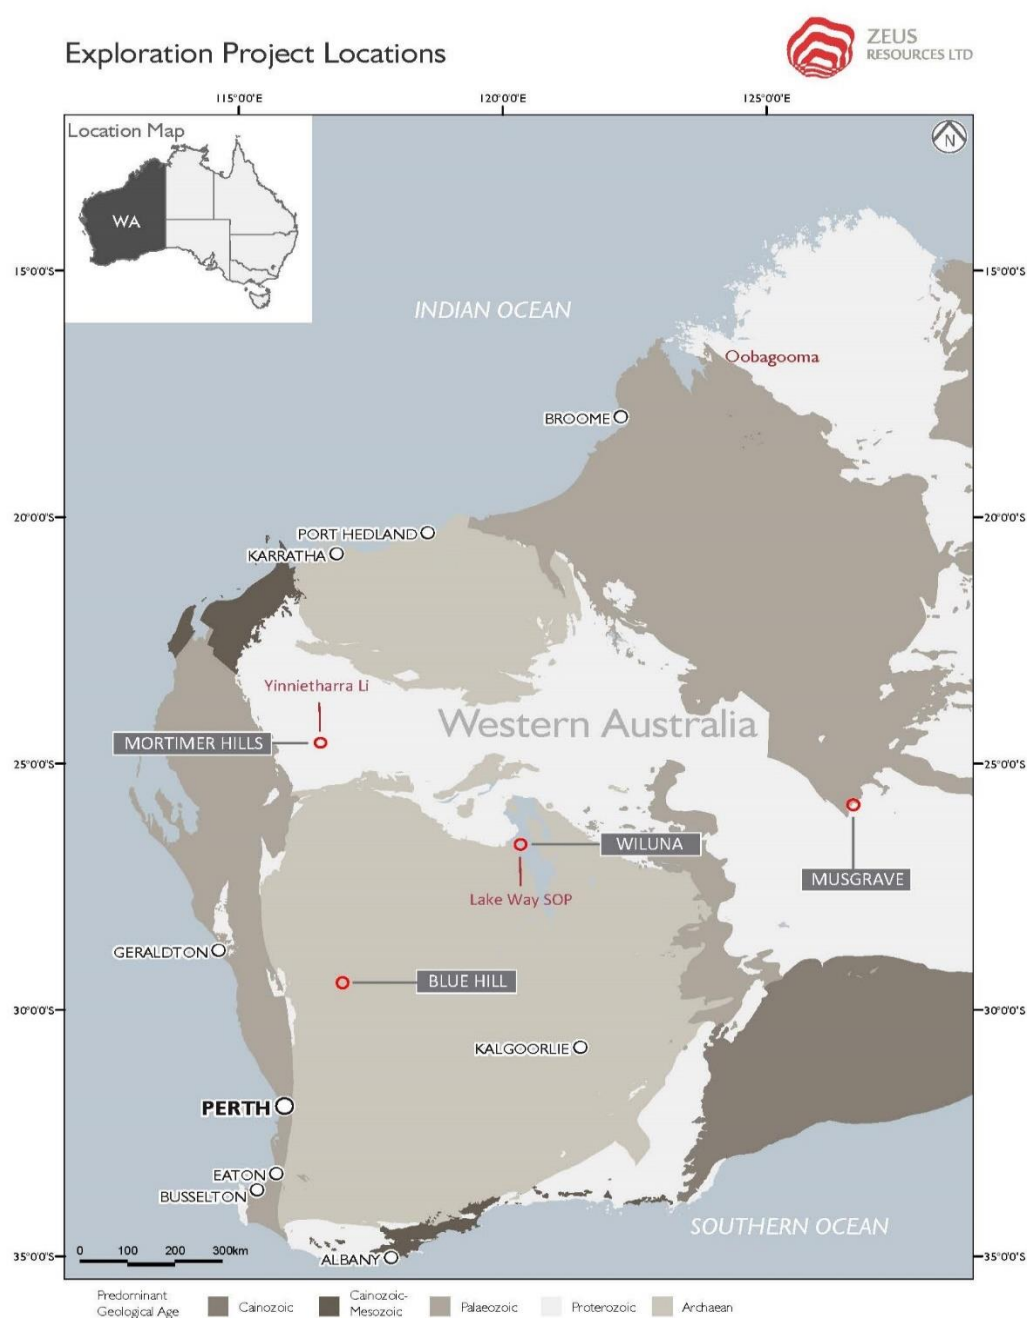 Exploration Project Locations
ZEUS
RESOURCES LTD
115°0'0"E
120°0'0"E
125°0'0"E
Location Map
WA
N
15°0'0"S
15°0'0"S
INDIAN OCEAN
Oobagooma
BROOME
20°0'0"S
20°0'0"S
PORT HEDLAND
KARRATHA
Yinnietharra Li
Western Australia
MORTIMER HILLS
25°0'0"S
25°0'0"S
WILUNA
MUSGRAVE
Lake Way SOP
GERALDTON
BLUE HILL
30°0'0"S
30°0'0"S
KALGOORLIE
PERTH
EATON
BUSSELTON
SOUTHERN OCEAN
0 100 200 300km
35°0'0"S
35°0'0"S
ALBANY
Predominant
Geological Age
Cainozoic
Cainozoic-
Mesozoic
Palaeozoic
Proterozoic
Archaean